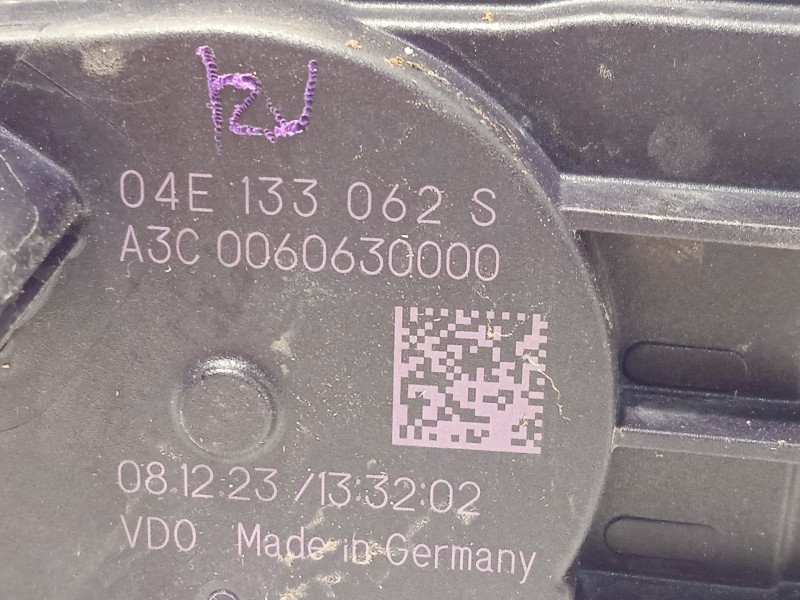 04E 133 062 S
A3C 0060630000
08.12.23 /13:32:02
VDO Made in Germany